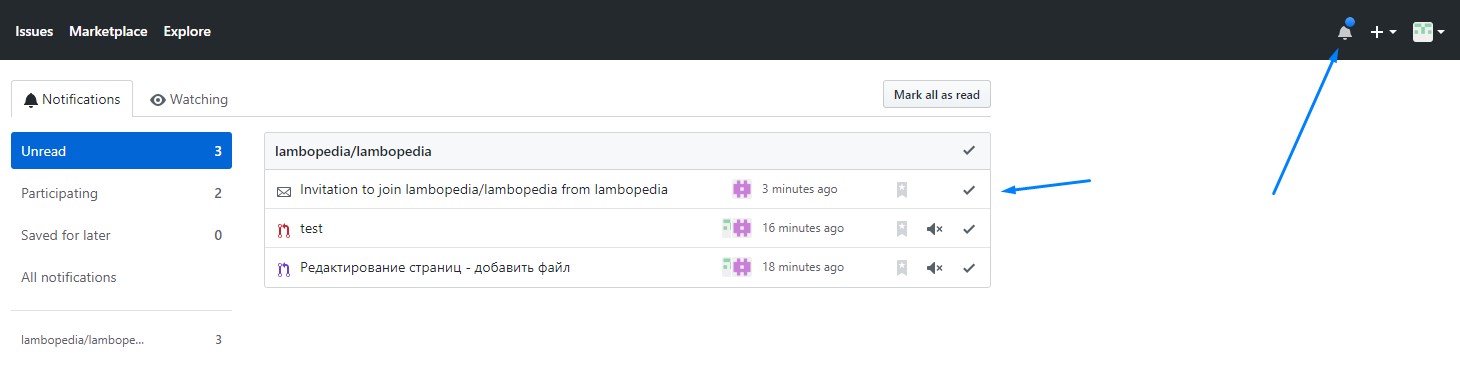 Issues Marketplace Explore
Notifications Watching Mark all as read
Unread 3
Participating 2
Saved for later 0
All notifications
lambopedia/lambope... 3
lambopedia/lambopedia
Invitation to join lambopedia/lambopedia from lambopedia 3 minutes ago
test 16 minutes ago
Редактирование страниц - добавить файл 18 minutes ago